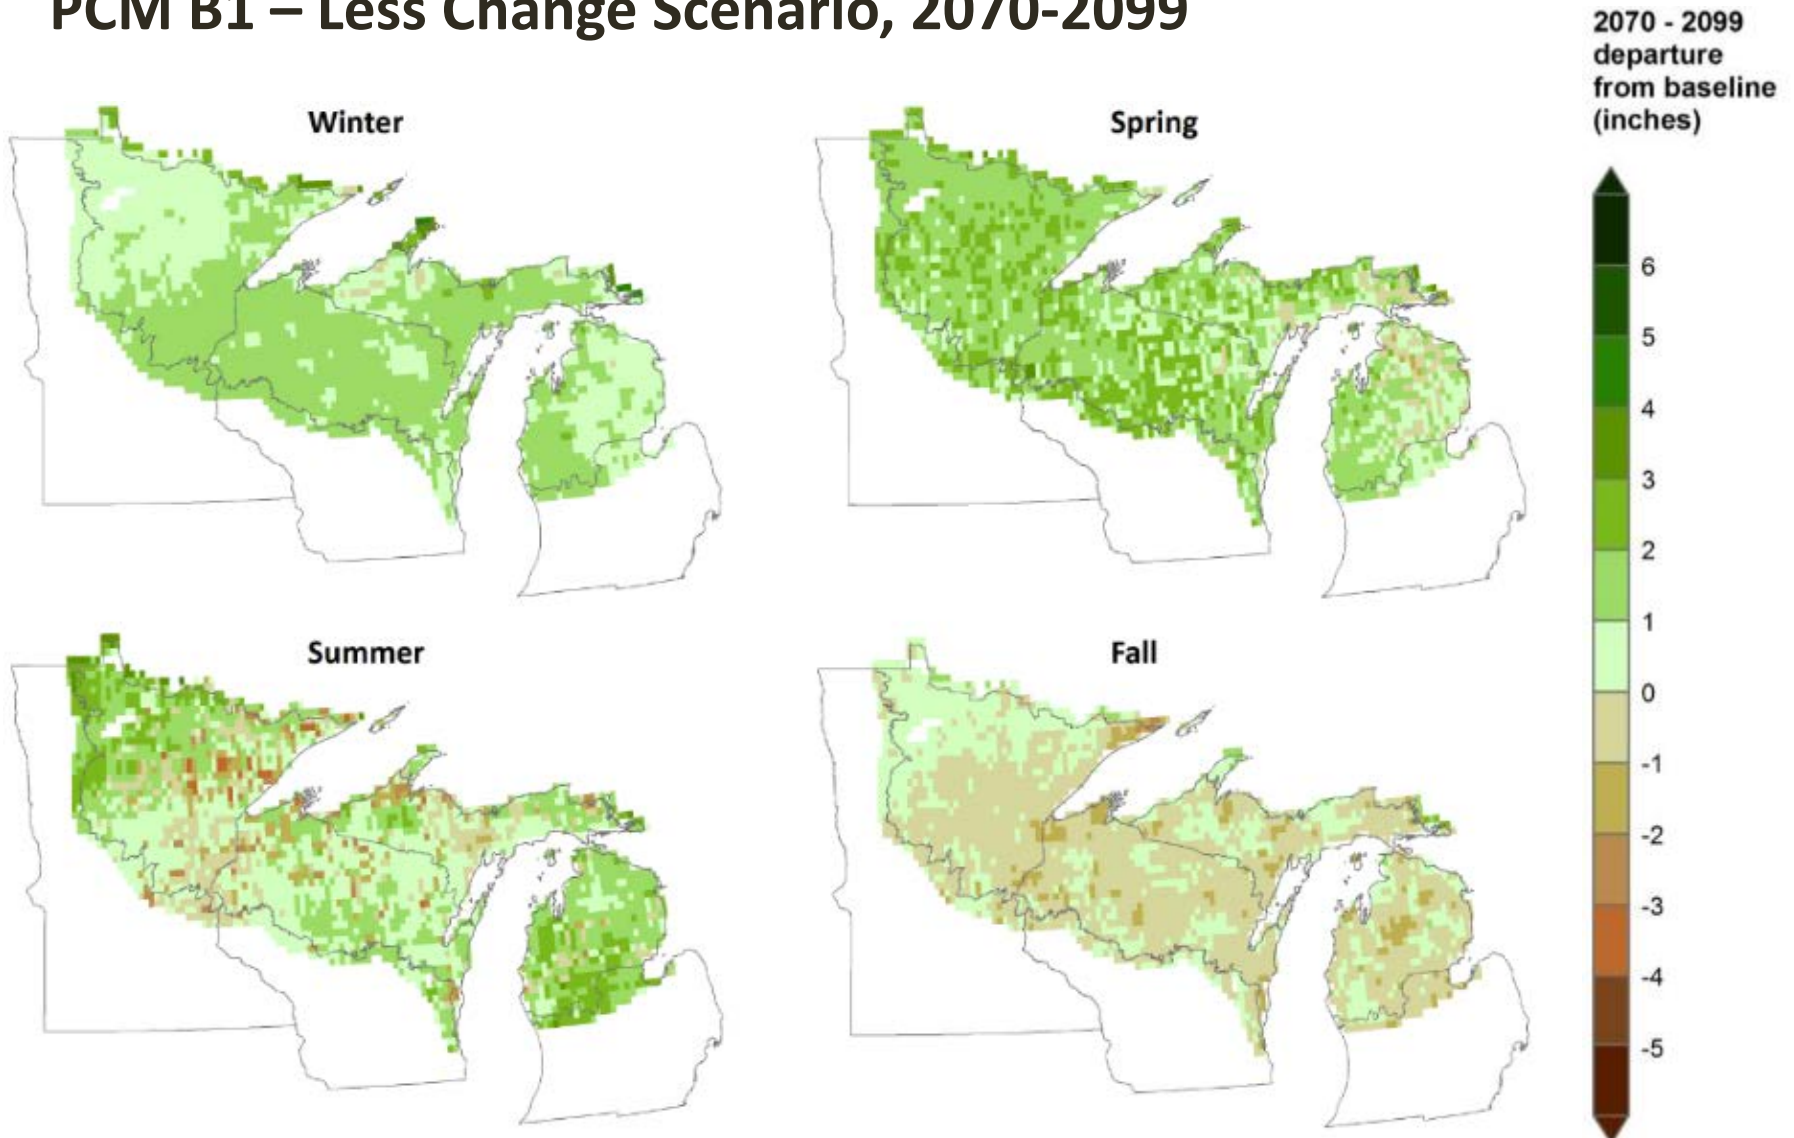 PCM B1 – Less Change Scenario, 2070-2099
2070 - 2099
departure
from baseline
(inches)
Winter
Spring
Summer
Fall
6
5
4
3
2
1
0
-1
-2
-3
-4
-5